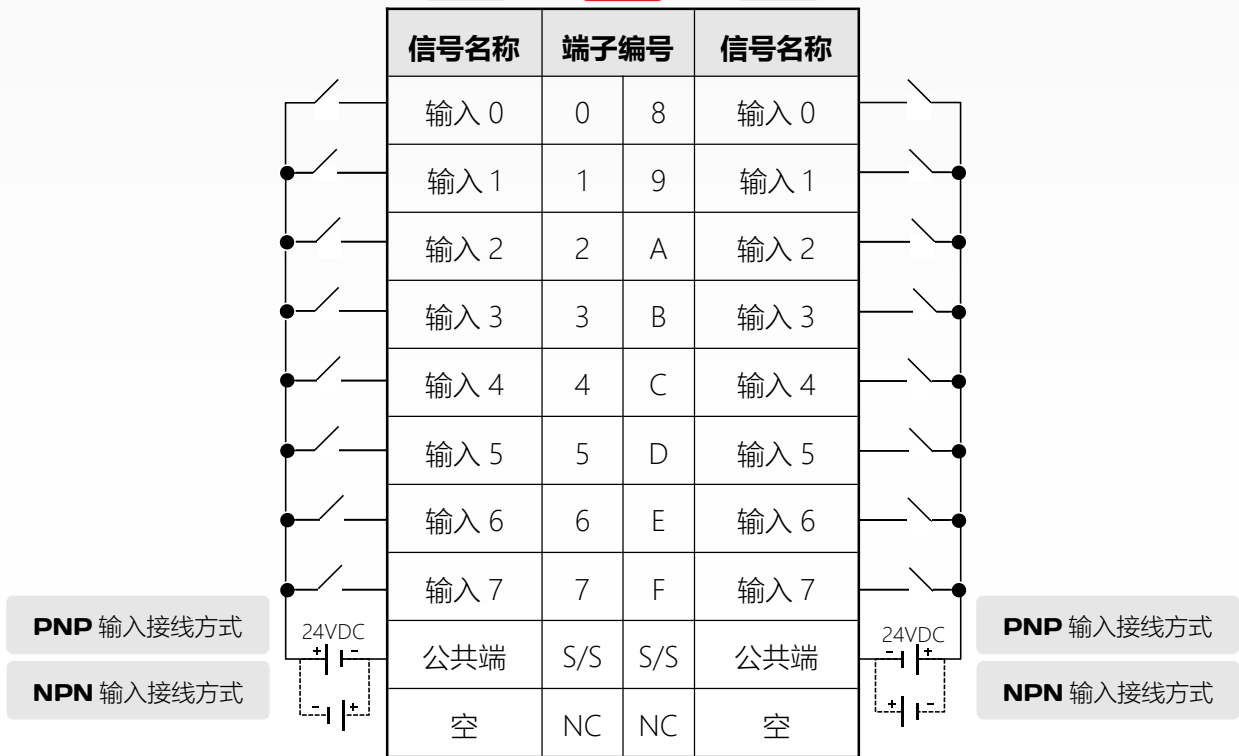 信号名称 端子编号 信号名称
输入 0 0 8 输入 0
输入 1 1 9 输入 1
输入 2 2 A 输入 2
输入 3 3 B 输入 3
输入 4 4 C 输入 4
输入 5 5 D 输入 5
输入 6 6 E 输入 6
输入 7 7 F 输入 7
PNP 输入接线方式 24VDC 公共端 S/S S/S 公共端 24VDC PNP 输入接线方式
+ - - +
NPN 输入接线方式 NPN 输入接线方式
- + + -
空 NC NC 空